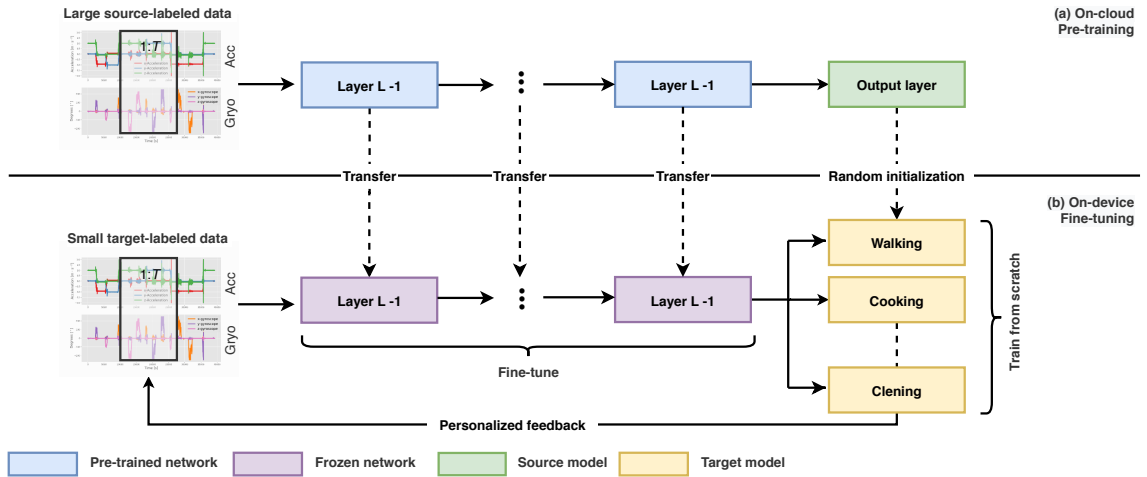 Large source-labeled data
(a) On-cloud
Pre-training
1:T
Acc
Gryo
Time [s]
Layer L -1
Layer L -1
Output layer
Transfer
Transfer
Transfer
Random initialization
(b) On-device
Fine-tuning
Small target-labeled data
1:T
Acc
Gryo
Layer L -1
Layer L -1
Walking
Cooking
Clening
Train from scratch
Fine-tune
Personalized feedback
Pre-trained network
Frozen network
Source model
Target model